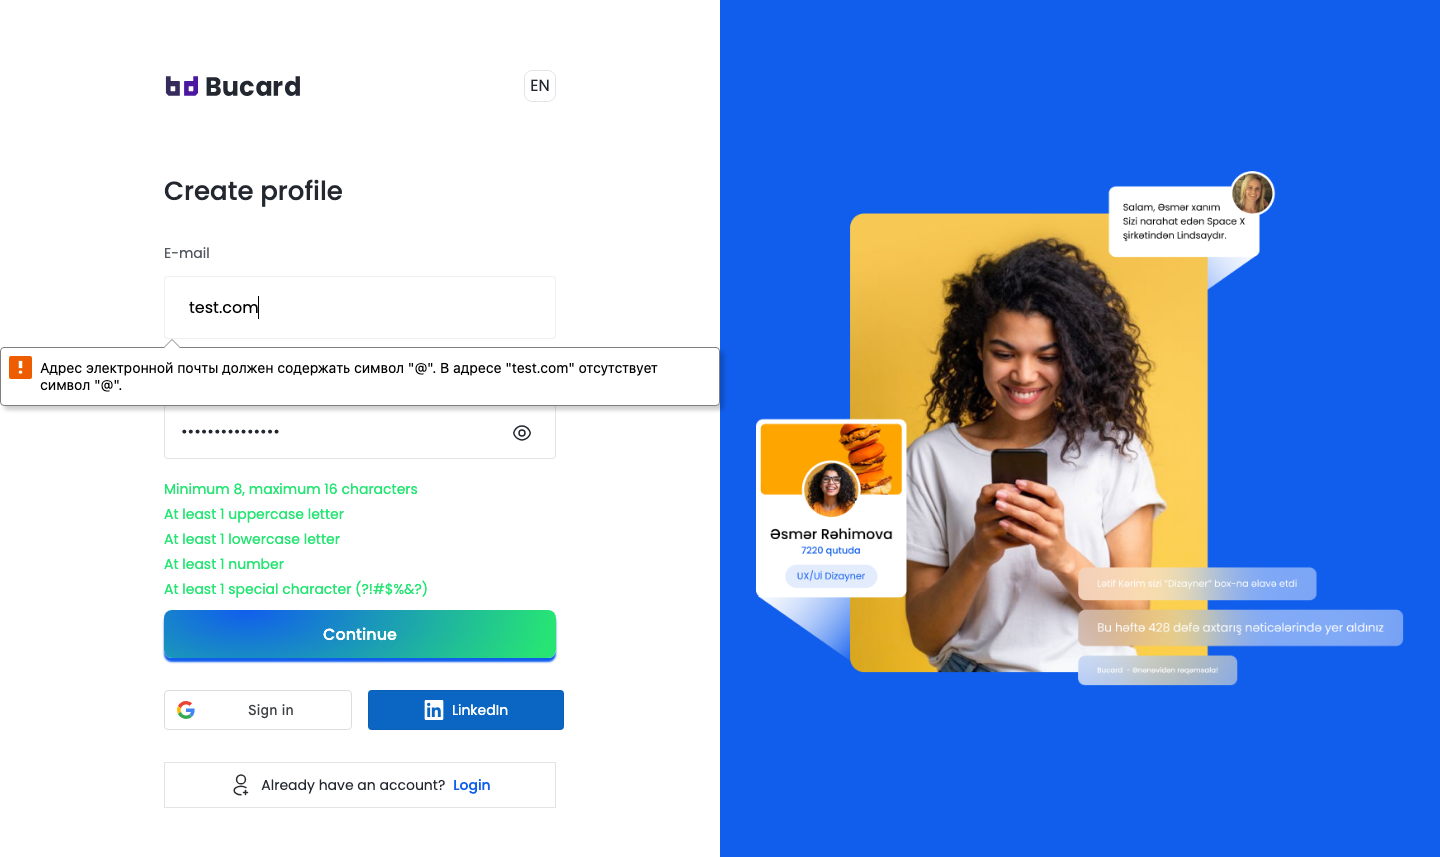 bd Bucard
EN
Create profile
E-mail
test.com
Адрес электронной почты должен содержать символ "@". В адресе "test.com" отсутствует
символ "@".
•••••••••••••••
Minimum 8, maximum 16 characters
At least 1 uppercase letter
At least 1 lowercase letter
At least 1 number
At least 1 special character (?!#$%&?)
Continue
Sign in
LinkedIn
Already have an account? Login
Salam, Əsmər xanım
Sizi narahat edən Space X
şirkətindən Lindsaydır.
Əsmər Rəhimova
7220 qutuda
UX/Uİ Dizayner
Lətif Kərim sizi “Dizayner” box-na əlavə etdi
Bu həftə 428 dəfə axtarış nəticələrində yer aldınız
Bucard - Ənənəvidən rəqəmsala!